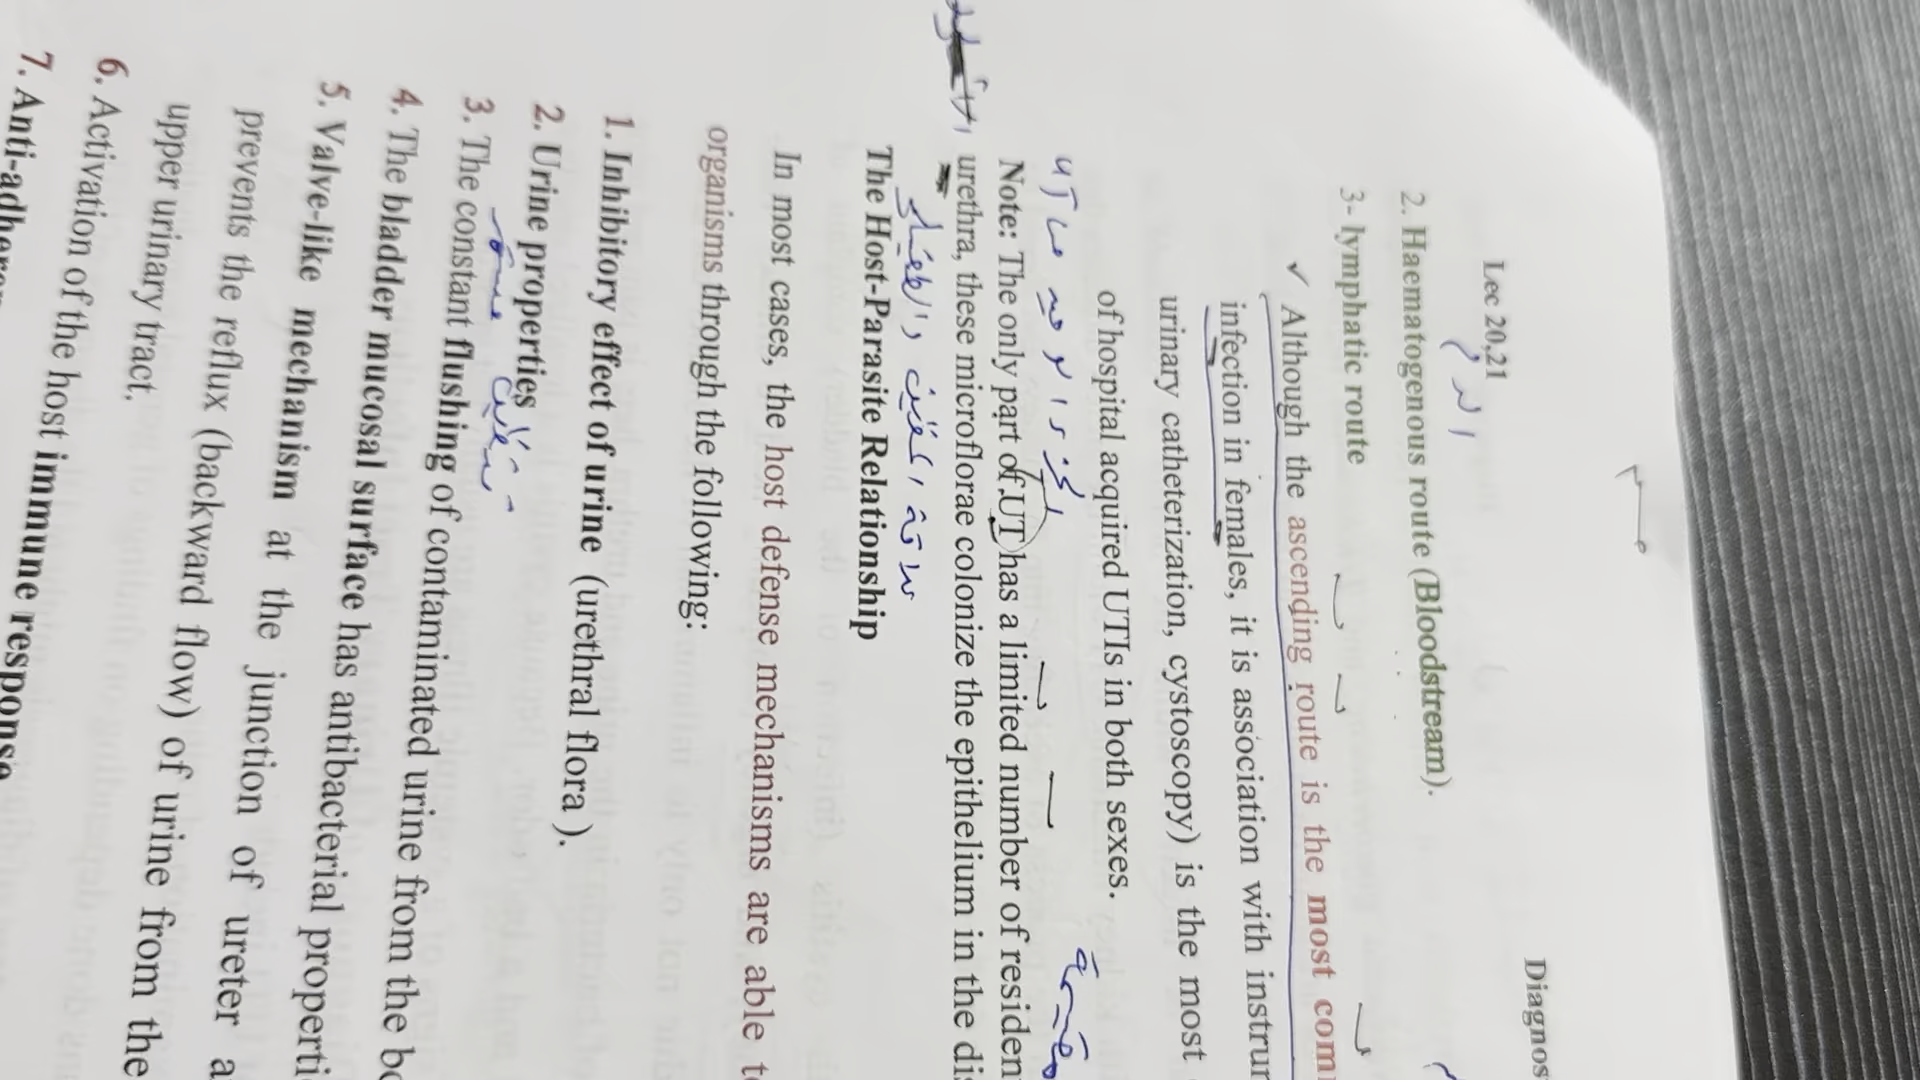 Lec 20,21
Diagnos
2. Haematogenous route (Bloodstream).
3- lymphatic route
✓ Although the ascending route is the most com
infection in females, it is association with instru
urinary catheterization, cystoscopy) is the most
of hospital acquired UTIs in both sexes.
Note: The only part of UT has a limited number of residen
urethra, these microflorae colonize the epithelium in the dis
The Host-Parasite Relationship
In most cases, the host defense mechanisms are able t
organisms through the following:
1. Inhibitory effect of urine (urethral flora ).
2. Urine properties
3. The constant flushing of contaminated urine from the bo
4. The bladder mucosal surface has antibacterial properti
5. Valve-like mechanism at the junction of ureter a
prevents the reflux (backward flow) of urine from the
upper urinary tract,
6. Activation of the host immune response
7. Anti-adheren